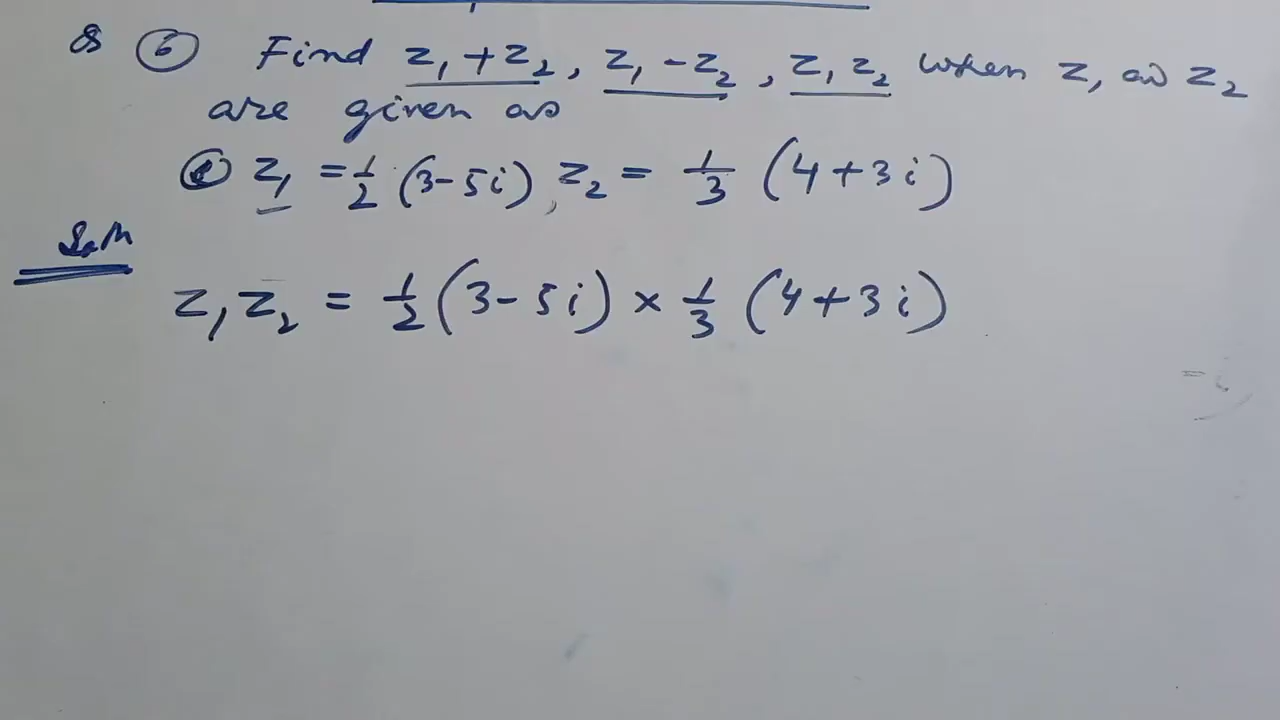 Q 6 Find z₁ + z₂, z₁ - z₂, z₁ z₂ when z₁ and z₂
are given as
z₁ = 1/2 (3 - 5i), z₂ = 1/3 (4 + 3i)
Soln
z₁ z₂ = 1/2 (3 - 5i) × 1/3 (4 + 3i)